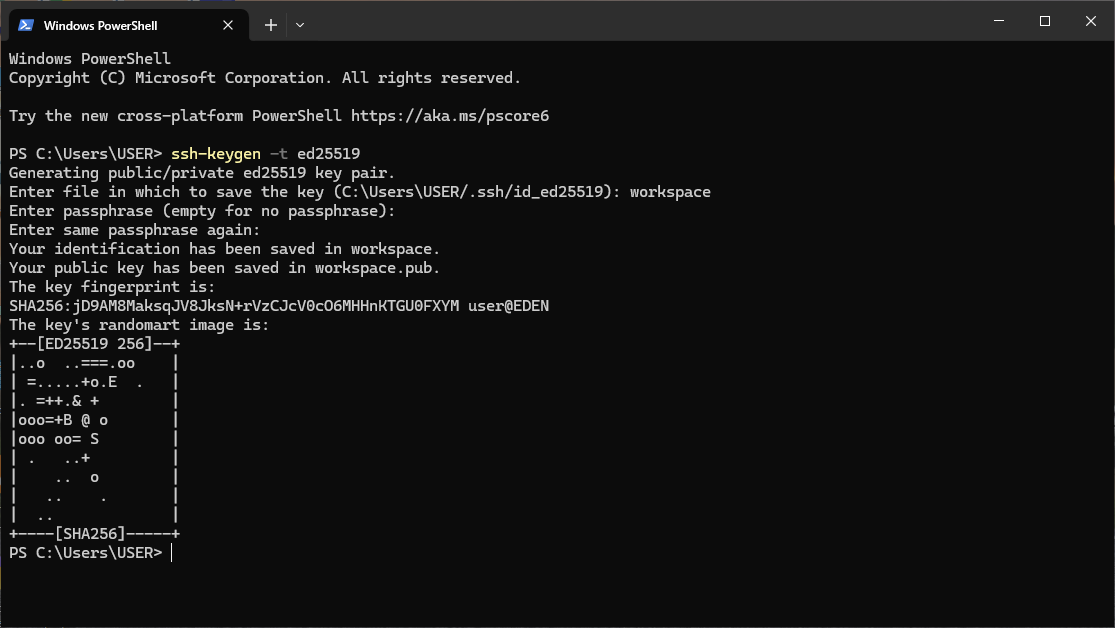 Windows PowerShell
Windows PowerShell
Copyright (C) Microsoft Corporation. All rights reserved.
Try the new cross-platform PowerShell https://aka.ms/pscore6
PS C:\Users\USER> ssh-keygen -t ed25519
Generating public/private ed25519 key pair.
Enter file in which to save the key (C:\Users\USER/.ssh/id_ed25519): workspace
Enter passphrase (empty for no passphrase):
Enter same passphrase again:
Your identification has been saved in workspace.
Your public key has been saved in workspace.pub.
The key fingerprint is:
SHA256:jD9AM8MaksqJV8JksN+rVzCJcV0cO6MHHnKTGU0FXYM user@EDEN
The key's randomart image is:
+--[ED25519 256]--+
|..o  ..===.oo    |
| =.....+o.E  .   |
|. =++.& +        |
|ooo=+B @ o       |
|ooo oo= S        |
| .   ..+         |
|    ..  o        |
|   ..    .       |
|  ..             |
+----[SHA256]-----+
PS C:\Users\USER>